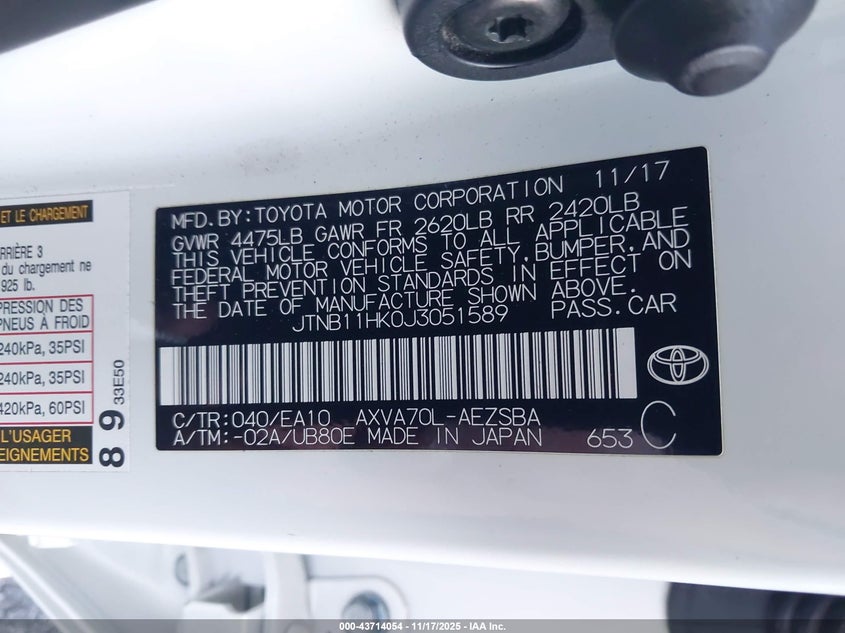 ET LE CHARGEMENT
RRIÈRE 3
du chargement ne
925 lb.
PRESSION DES
PNEUS À FROID
240kPa, 35PSI
240kPa, 35PSI
420kPa, 60PSI
L'USAGER
EIGNEMENTS
33E50
89
MFD. BY: TOYOTA MOTOR CORPORATION 11/17
GVWR 4475LB GAWR FR 2620LB RR 2420LB
THIS VEHICLE CONFORMS TO ALL APPLICABLE
FEDERAL MOTOR VEHICLE SAFETY, BUMPER, AND
THEFT PREVENTION STANDARDS IN EFFECT ON
THE DATE OF MANUFACTURE SHOWN ABOVE.
JTNB11HK0J3051589 PASS. CAR
C/TR: 040/EA10 AXVA70L-AEZSBA
A/TM: -02A/UB80E MADE IN JAPAN 653 C
000-43714054 - 11/17/2025 - IAA Inc.